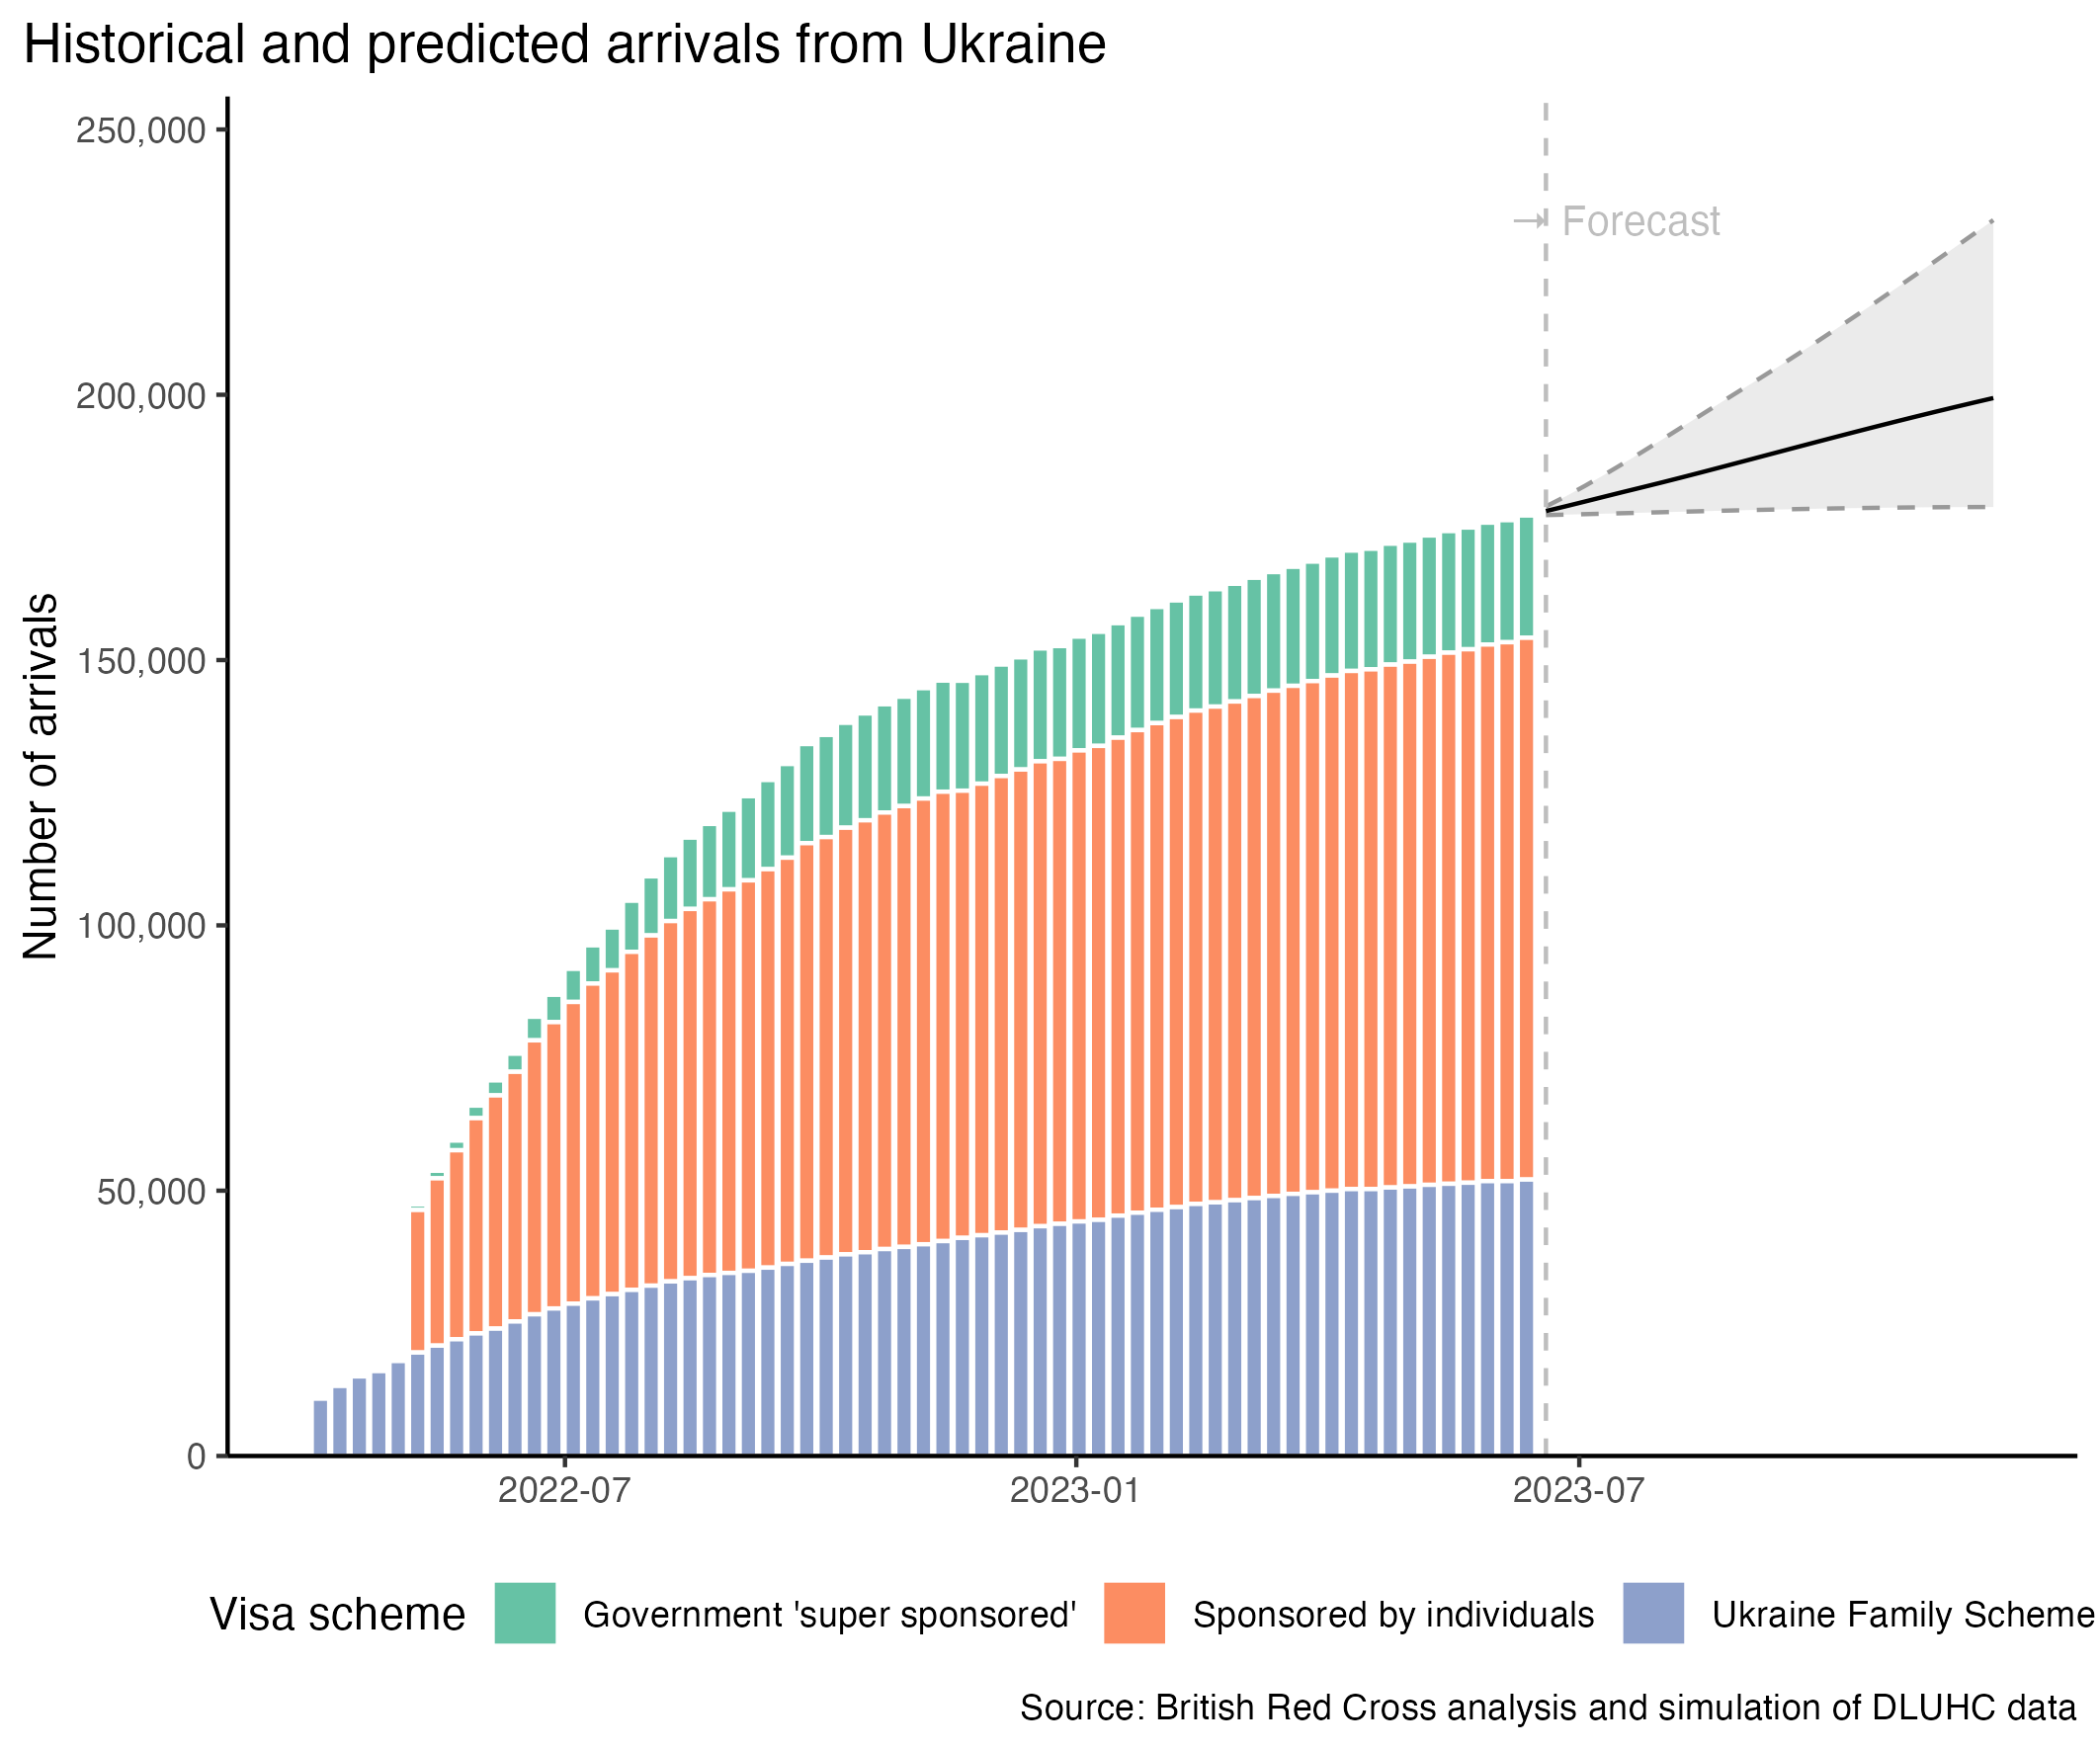 Historical and predicted arrivals from Ukraine
250,000
200,000
150,000
100,000
50,000
0
Number of arrivals
Forecast
2022-07
2023-01
2023-07
Visa scheme
Government 'super sponsored'
Sponsored by individuals
Ukraine Family Scheme
Source: British Red Cross analysis and simulation of DLUHC data